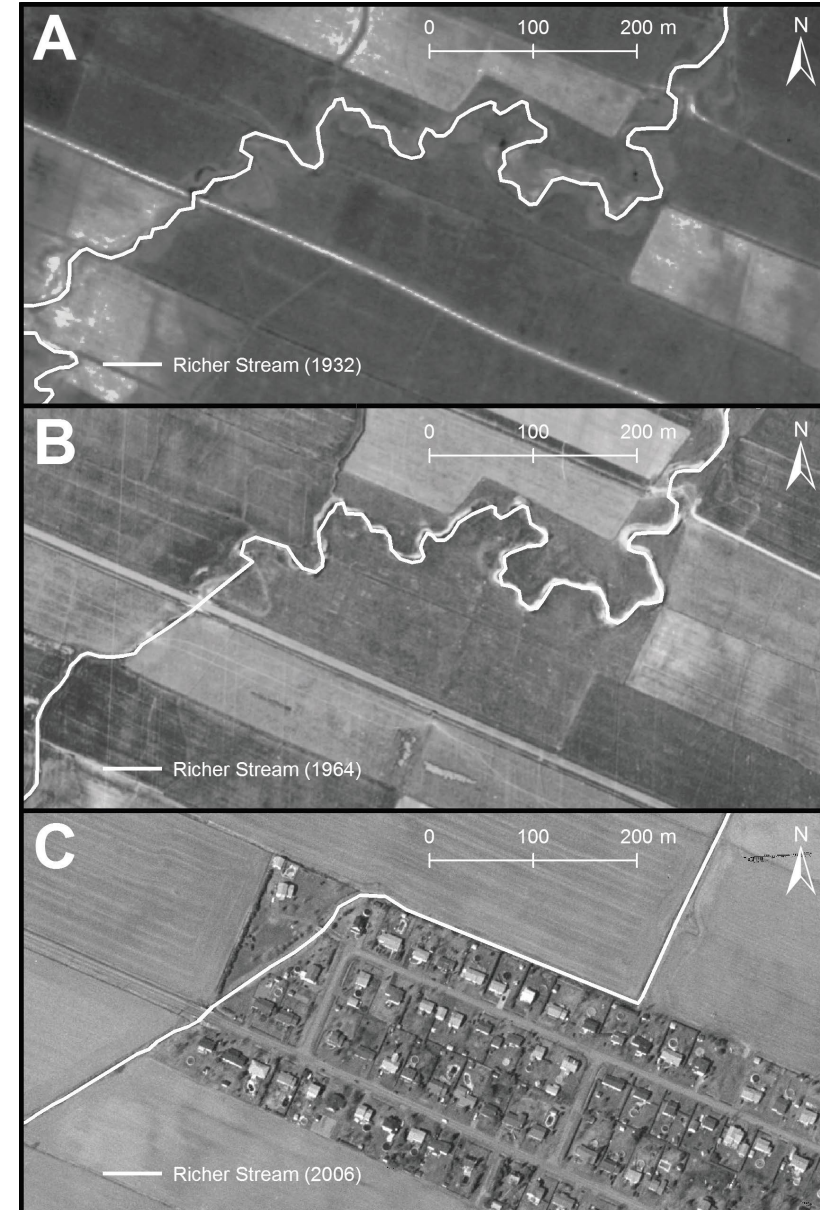 A
0 100 200 m
N
Richer Stream (1932)
B
0 100 200 m
N
Richer Stream (1964)
C
0 100 200 m
N
Richer Stream (2006)